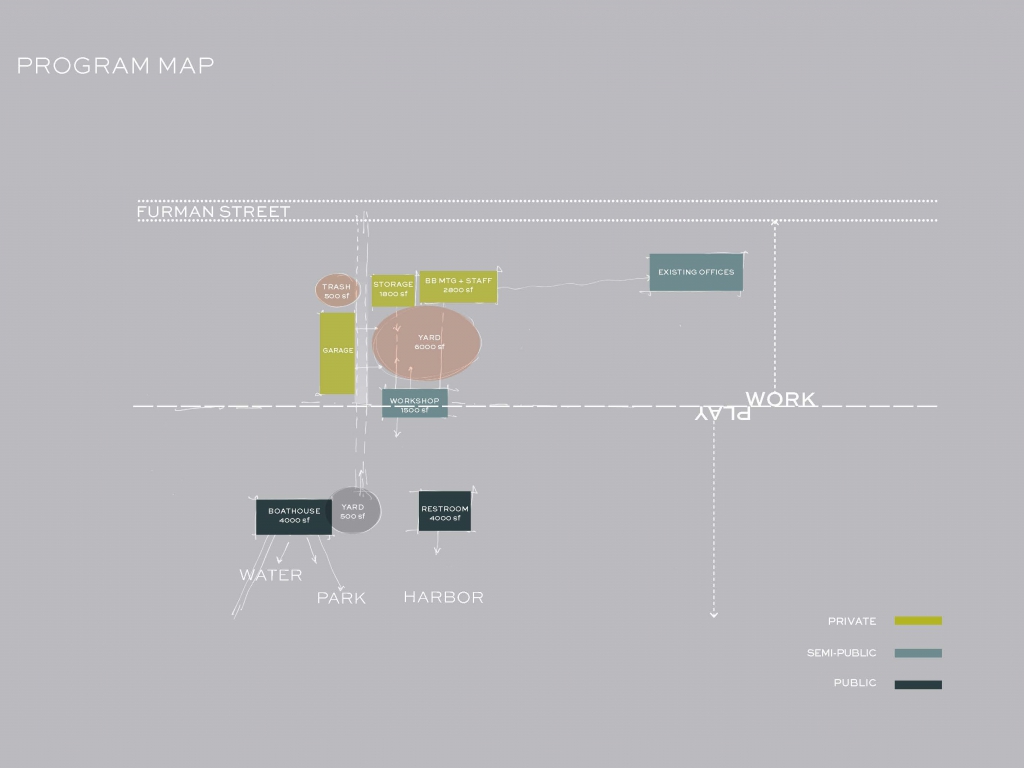 PROGRAM MAP
FURMAN STREET
TRASH
500 sf
STORAGE
1800 sf
BB MTG + STAFF
2800 sf
EXISTING OFFICES
GARAGE
YARD
6000 sf
WORKSHOP
1500 sf
WORK
PLAY
BOATHOUSE
4000 sf
YARD
500 sf
RESTROOM
4000 sf
WATER
PARK
HARBOR
PRIVATE
SEMI-PUBLIC
PUBLIC